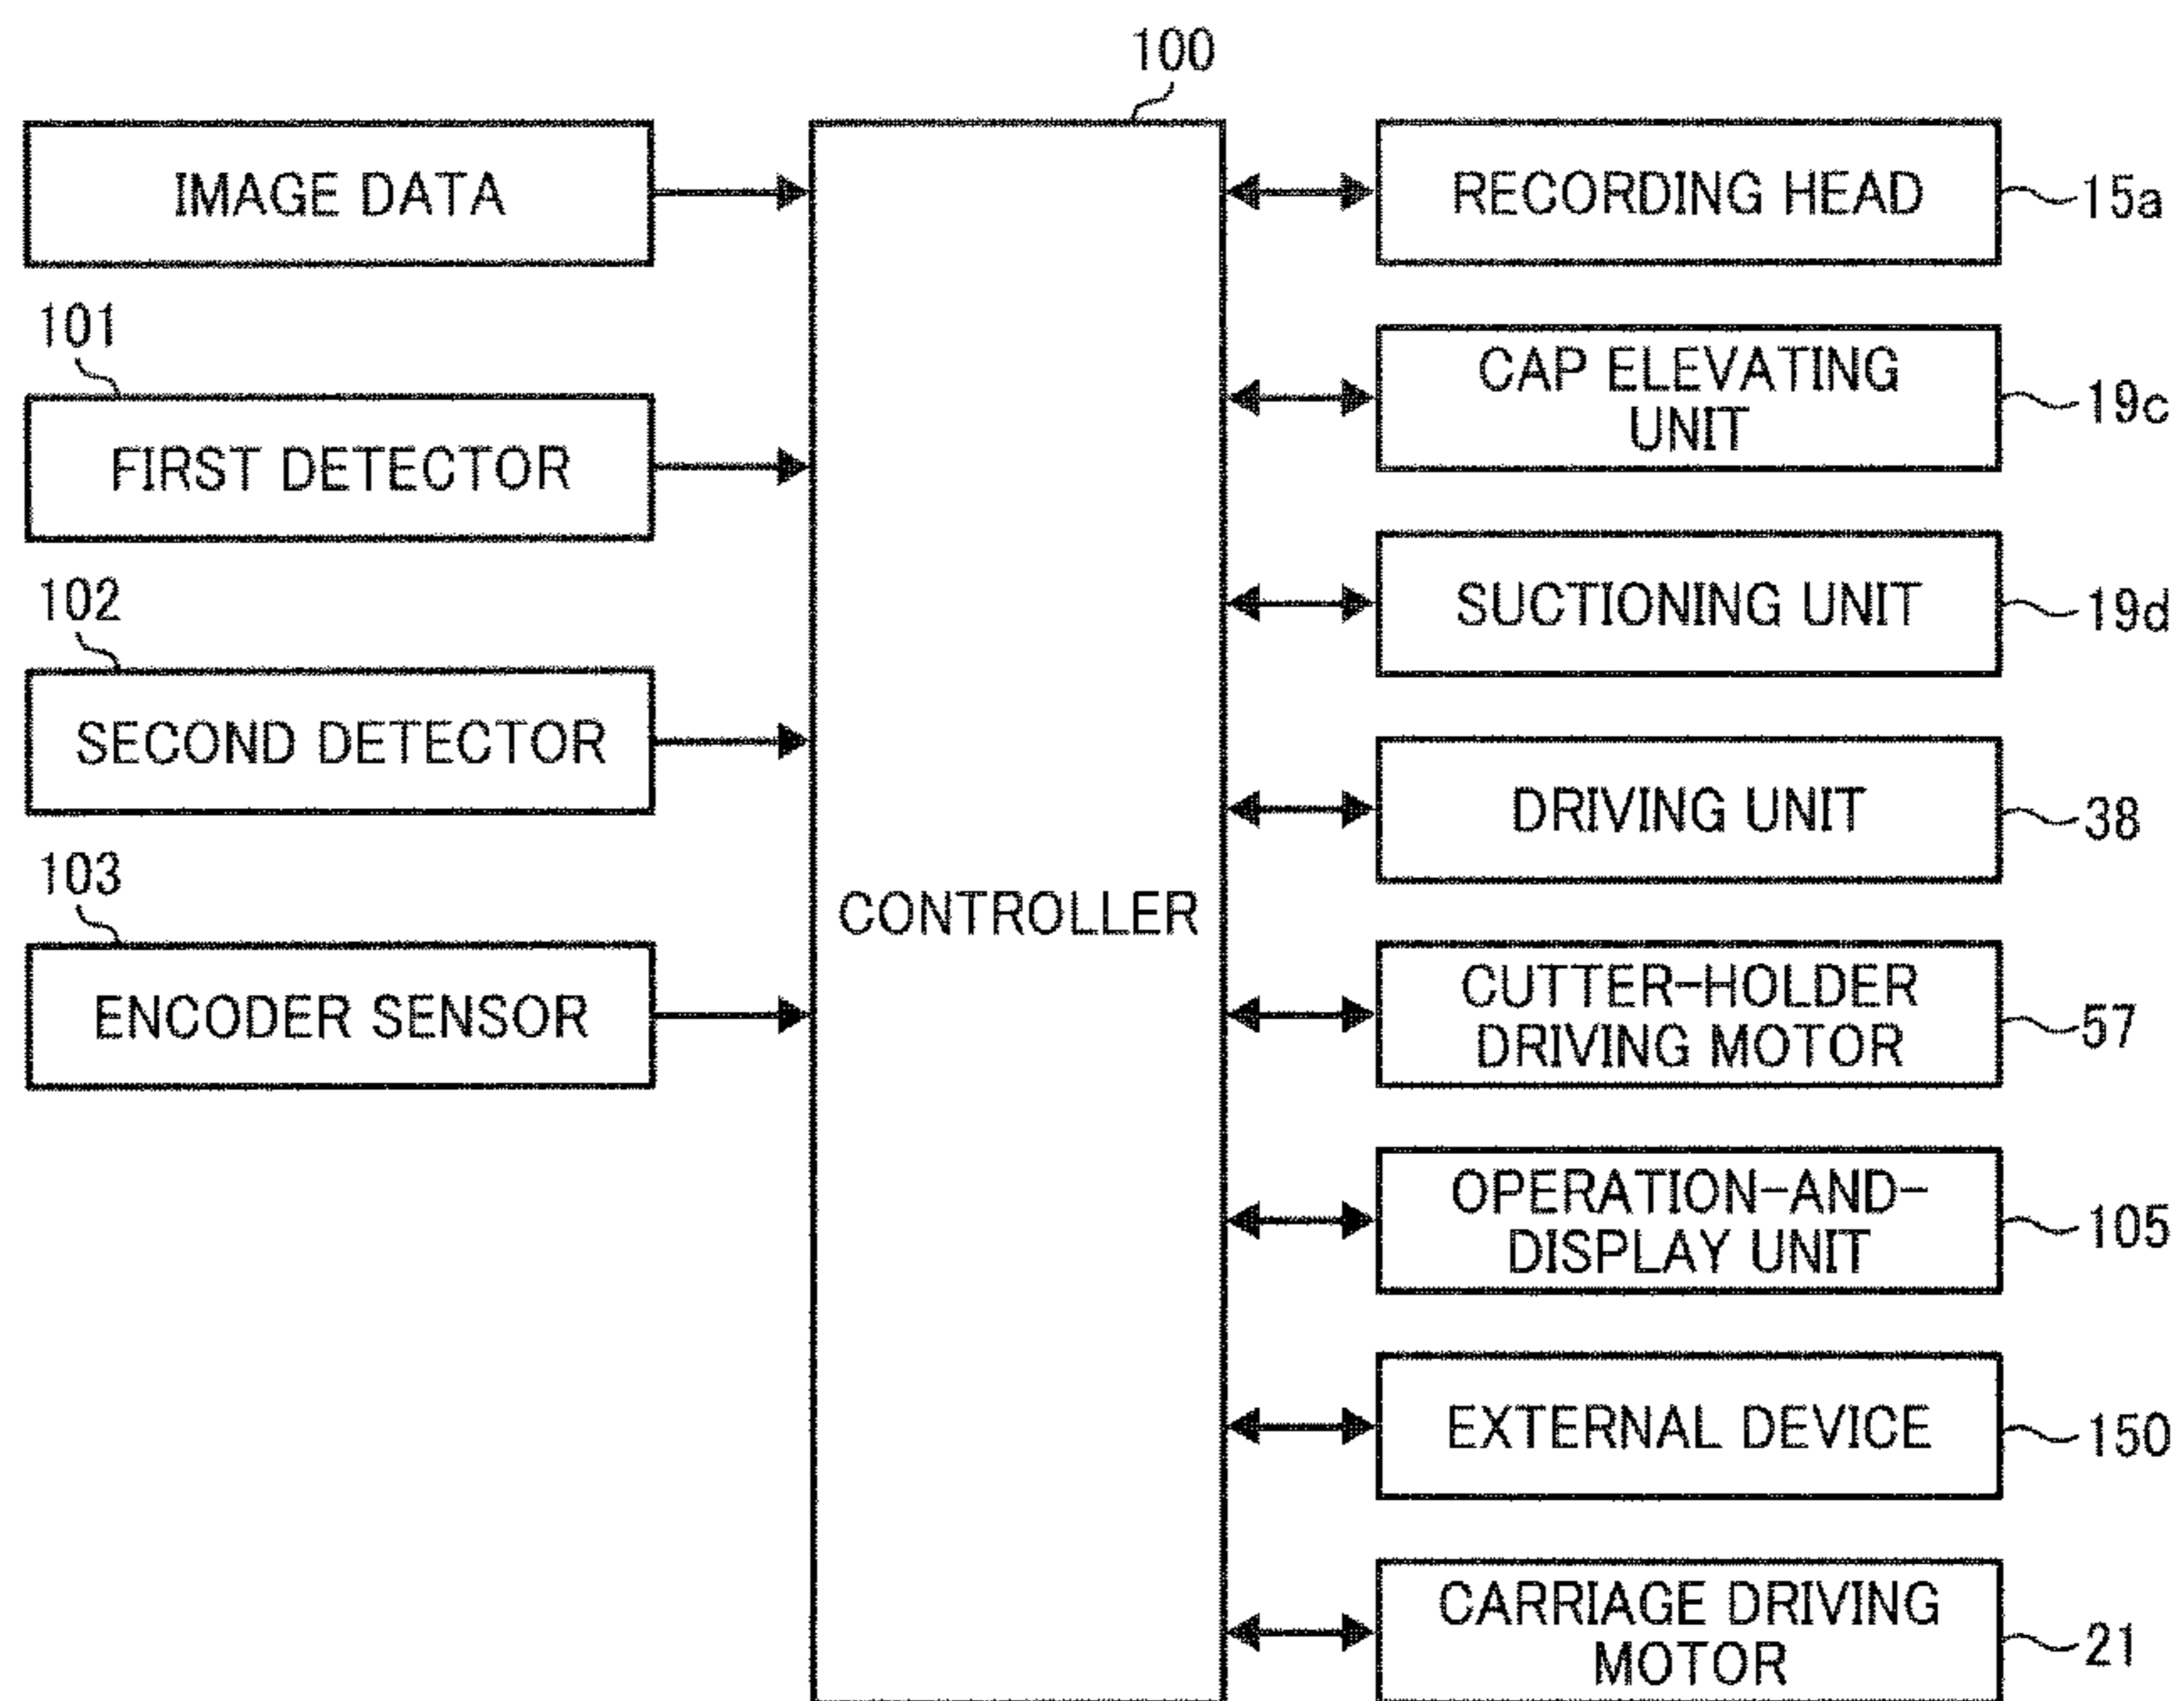 100
IMAGE DATA
101
FIRST DETECTOR
102
SECOND DETECTOR
103
ENCODER SENSOR
CONTROLLER
RECORDING HEAD
15a
CAP ELEVATING
UNIT
19c
SUCTIONING UNIT
19d
DRIVING UNIT
38
CUTTER-HOLDER
DRIVING MOTOR
57
OPERATION-AND-
DISPLAY UNIT
105
EXTERNAL DEVICE
150
CARRIAGE DRIVING
MOTOR
21